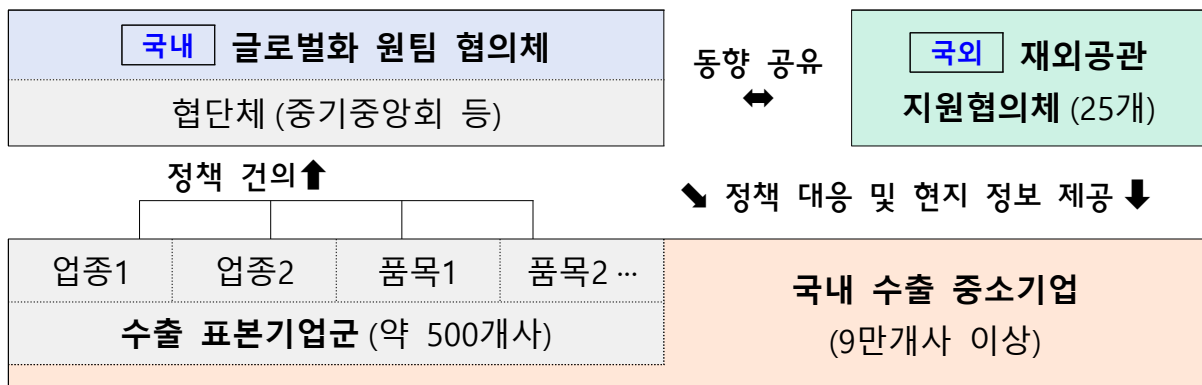 국내 글로벌화 원팀 협의체
협단체 (중기중앙회 등)
동향 공유
⬌
국외 재외공관
지원협의체 (25개)
정책 건의⬆
⬊ 정책 대응 및 현지 정보 제공⬇
업종1 업종2 품목1 품목2 …
수출 표본기업군 (약 500개사)
국내 수출 중소기업
(9만개사 이상)